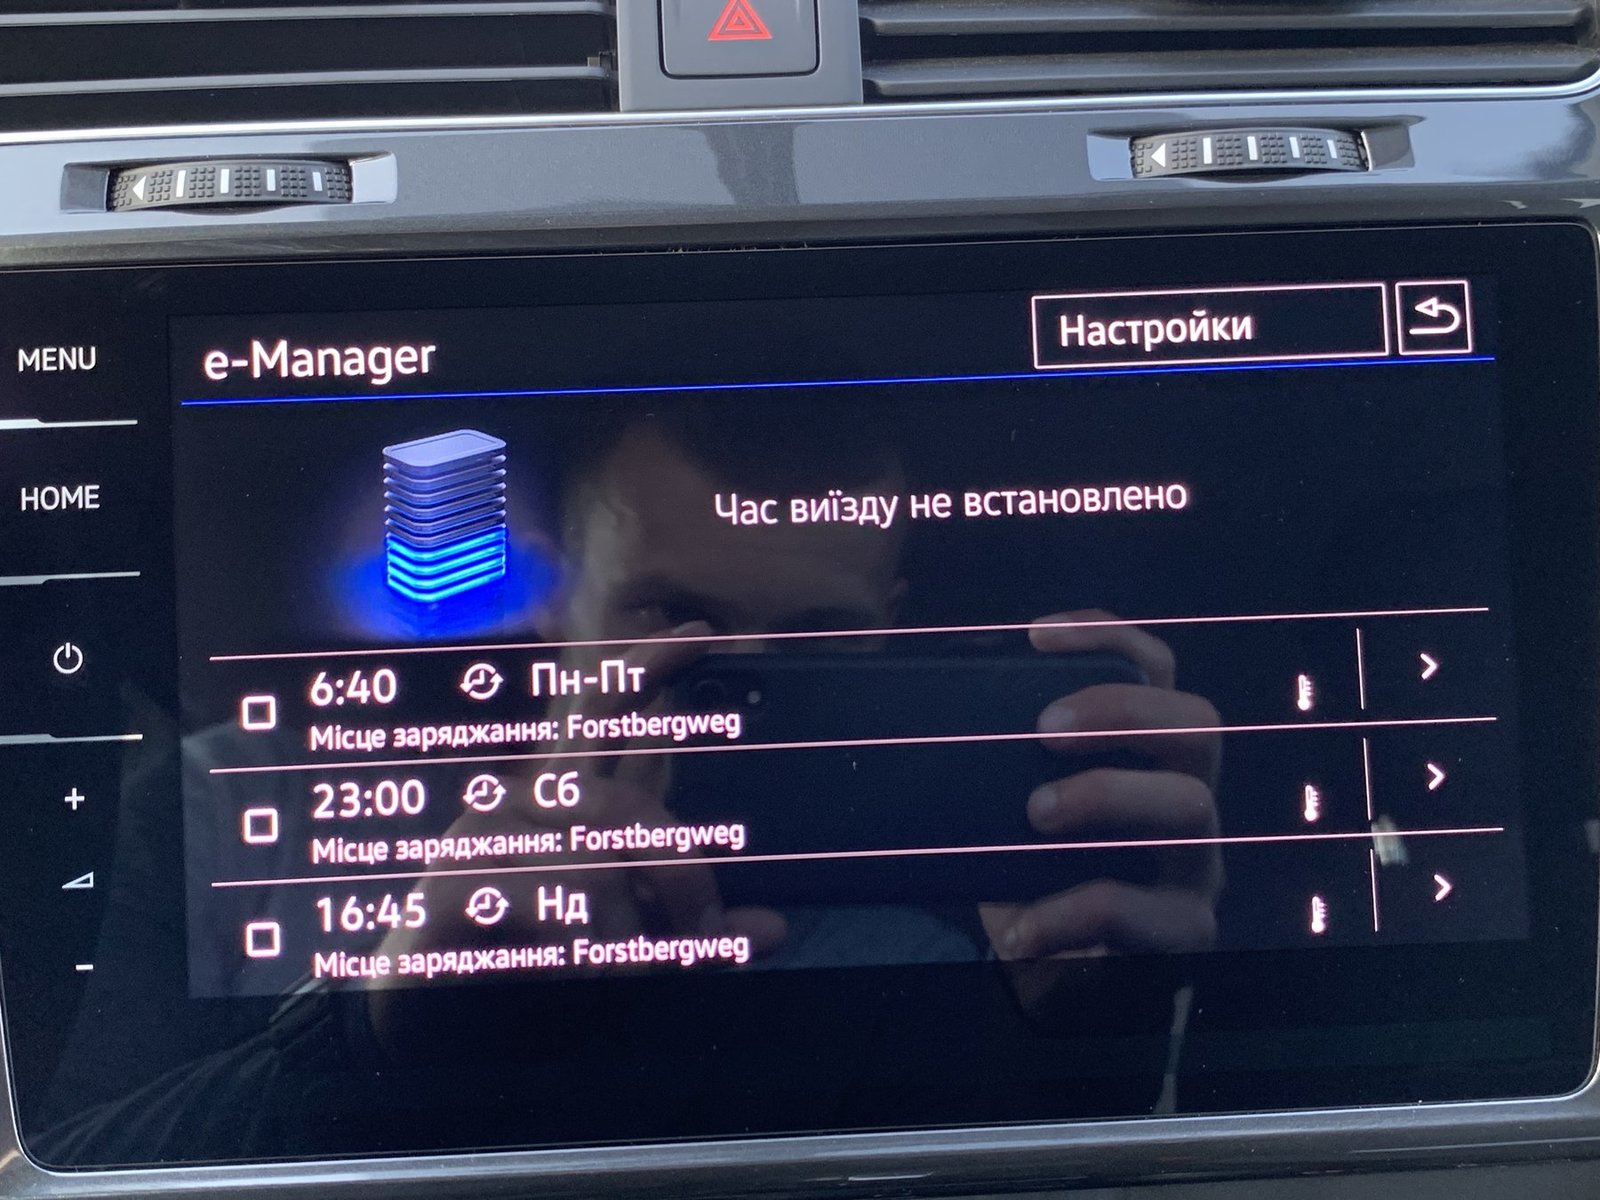 MENU
HOME
e-Manager
Настройки
Час виїзду не встановлено
6:40 Пн-Пт
Місце заряджання: Forstbergweg
23:00 Сб
Місце заряджання: Forstbergweg
16:45 Нд
Місце заряджання: Forstbergweg